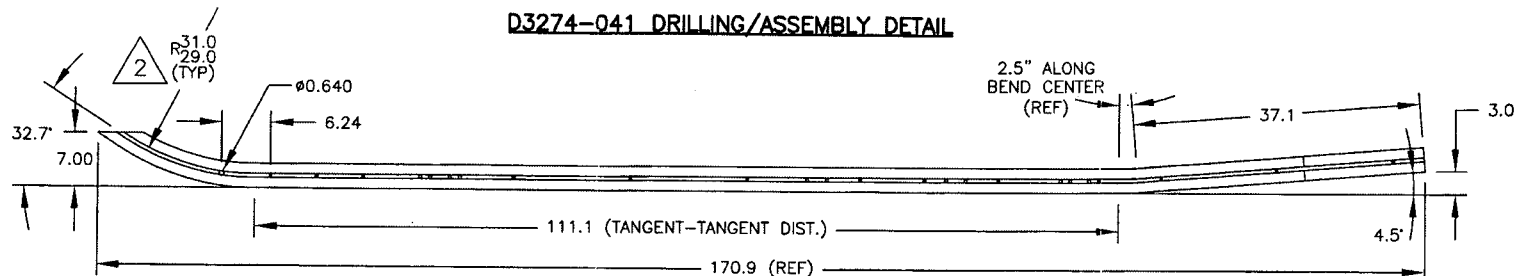 D3274-041 DRILLING/ASSEMBLY DETAIL
2
R31.0
29.0
(TYP)
ø0.640
6.24
2.5" ALONG
BEND CENTER
(REF)
37.1
3.0
32.7°
7.00
111.1 (TANGENT-TANGENT DIST.)
4.5°
170.9 (REF)